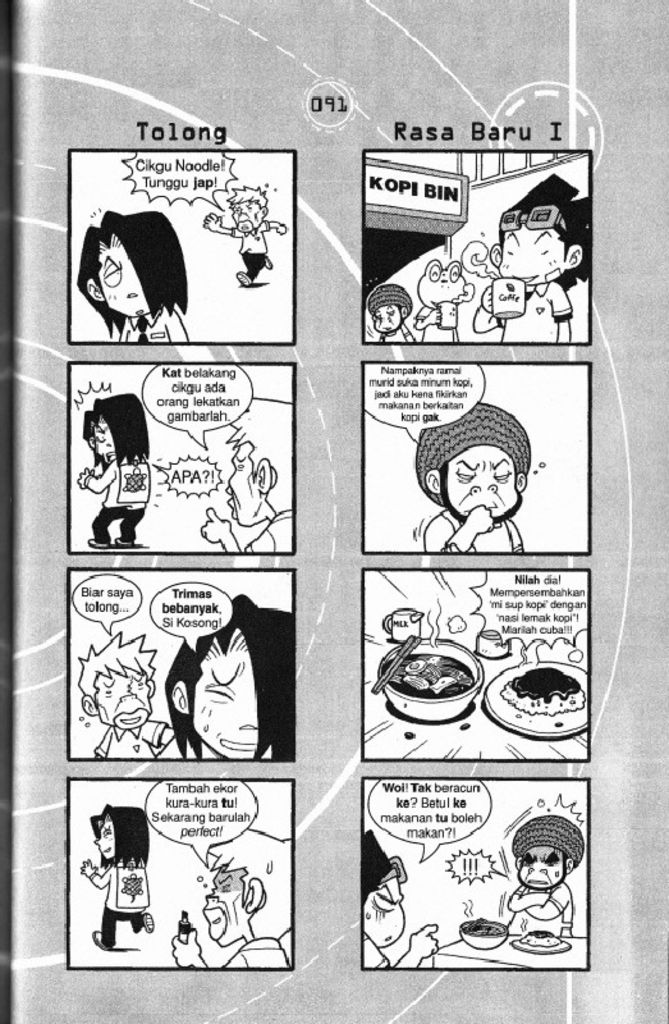 091
Tolong
Cikgu Noodle!
Tunggu jap!
Kat belakang
cikgu ada
orang lekatkan
gambarlah.
APA?!
Biar saya
tolong...
Trimas
bebanyak,
Si Kosong!
Tambah ekor
kura-kura tu!
Sekarang barulah
perfect!
Rasa Baru I
KOPI BIN
Coffe
Nampaknya ramai
murid suka minum kopi,
jadi aku kena fikirkan
makanan berkaitan
kopi gak.
Nilah dia!
Mempersembahkan
'mi sup kopi' dengan
'nasi lemak kopi'!
Marilah cuba!!!
MILK
Woi! Tak beracun
ke? Betul ke
makanan tu boleh
makan?!
!!!